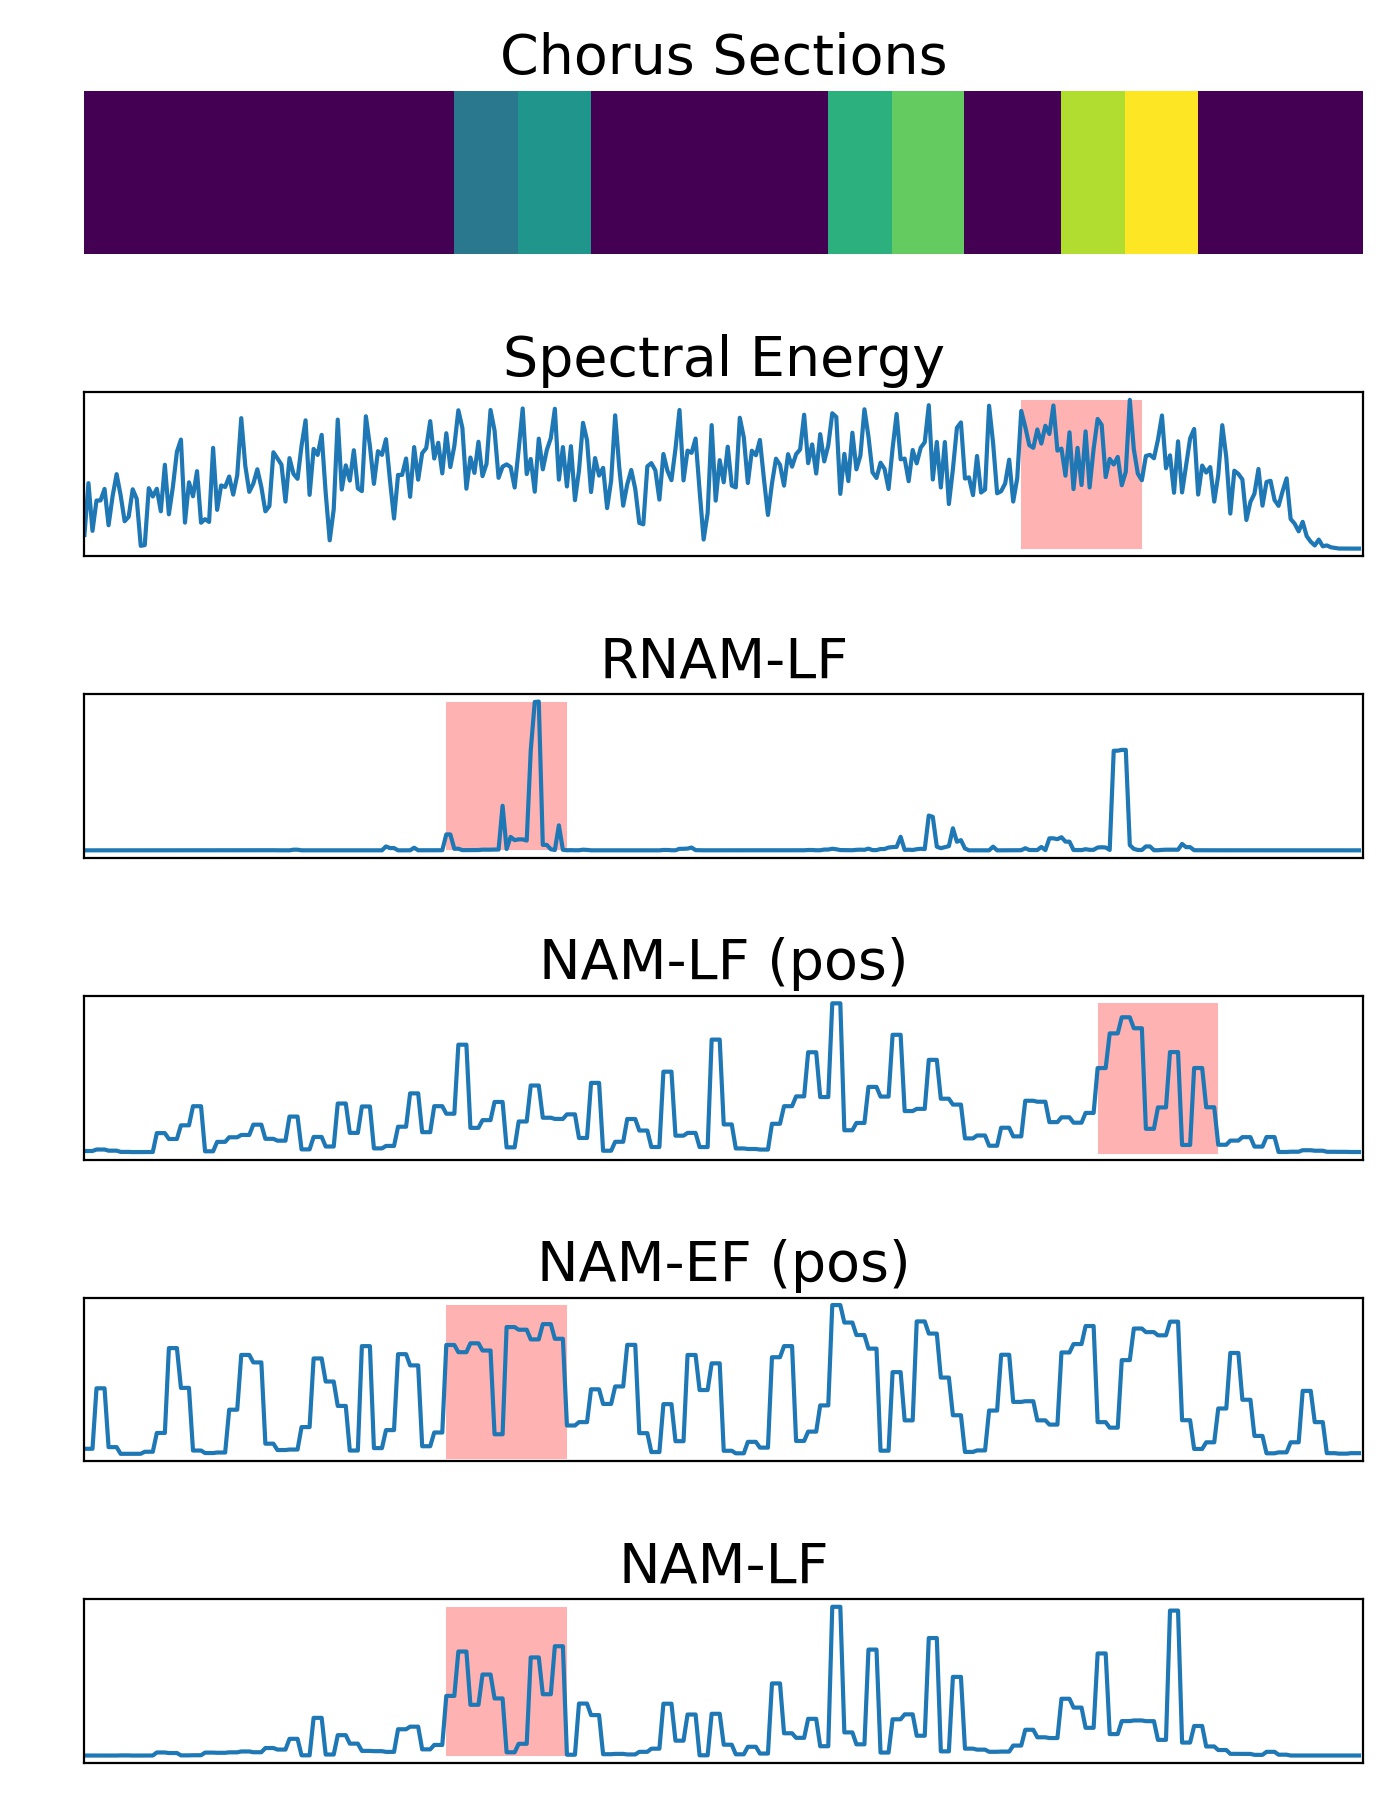 Chorus Sections
Spectral Energy
RNAM-LF
NAM-LF (pos)
NAM-EF (pos)
NAM-LF